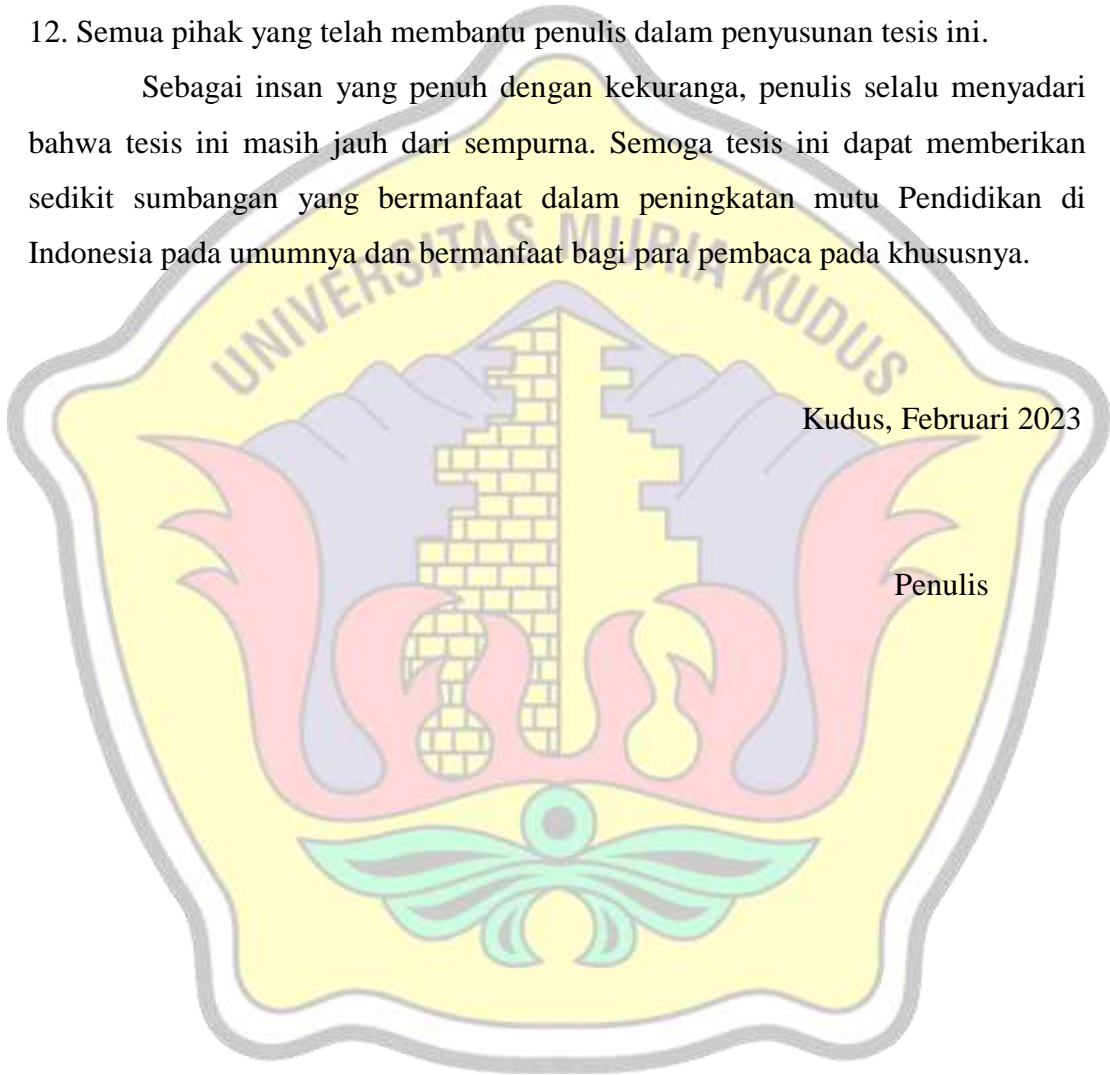 12. Semua pihak yang telah membantu penulis dalam penyusunan tesis ini.
Sebagai insan yang penuh dengan kekuranga, penulis selalu menyadari
bahwa tesis ini masih jauh dari sempurna. Semoga tesis ini dapat memberikan
sedikit sumbangan yang bermanfaat dalam peningkatan mutu Pendidikan di
Indonesia pada umumnya dan bermanfaat bagi para pembaca pada khususnya.
UNIVERSITAS MURIA KUDUS
Kudus, Februari 2023
Penulis